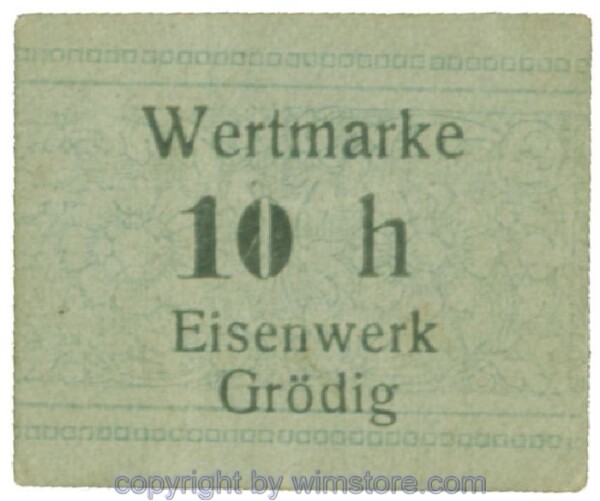 Wertmarke
10 h
Eisenwerk
Grödig
copyright by wimstore.com